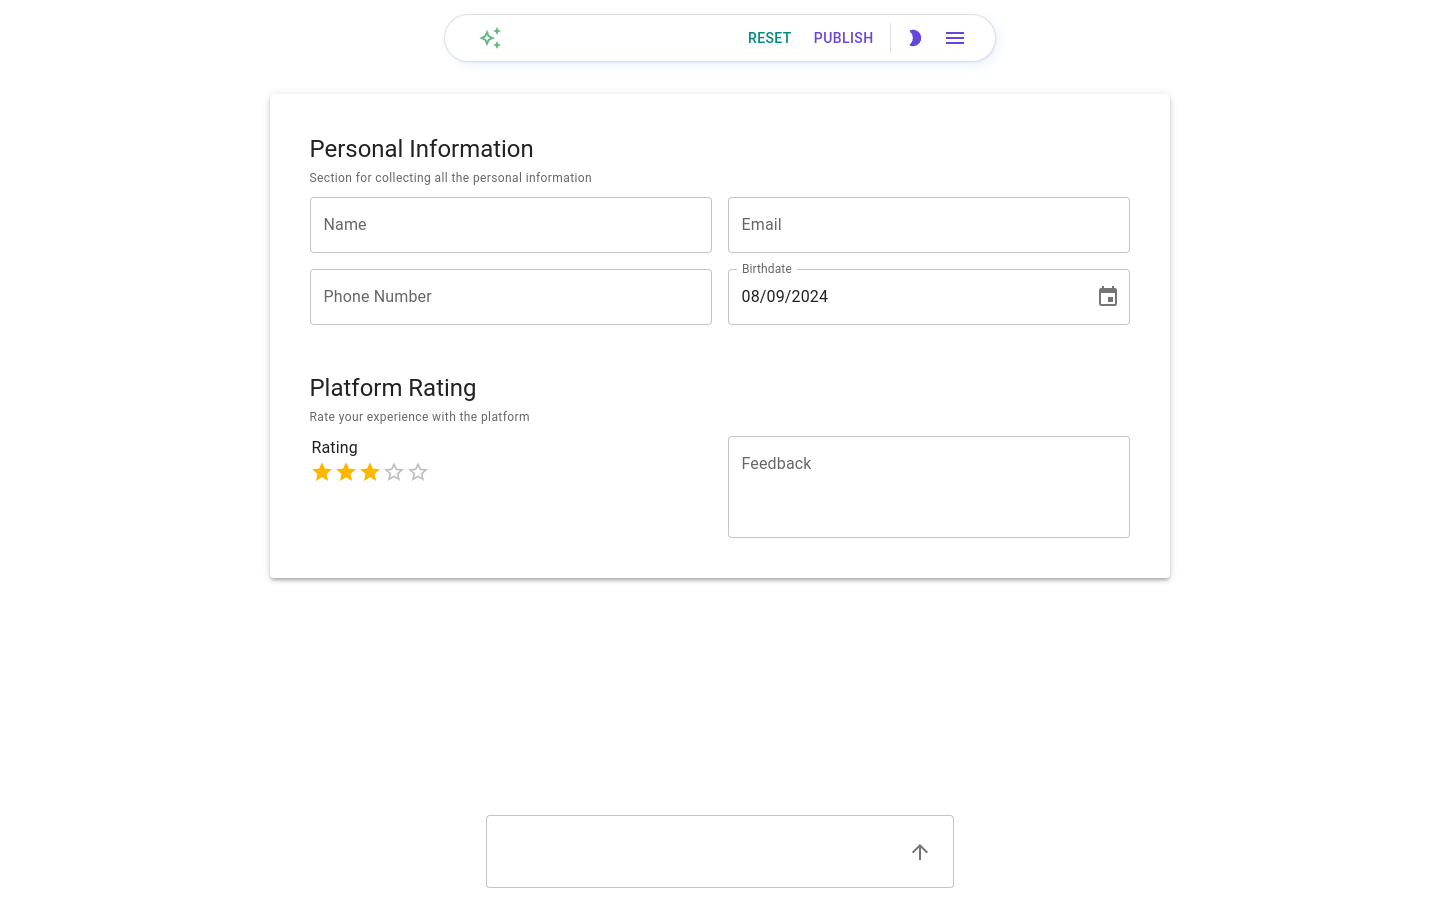 RESET PUBLISH
Personal Information
Section for collecting all the personal information
Name
Email
Phone Number
Birthdate
08/09/2024
Platform Rating
Rate your experience with the platform
Rating
Feedback